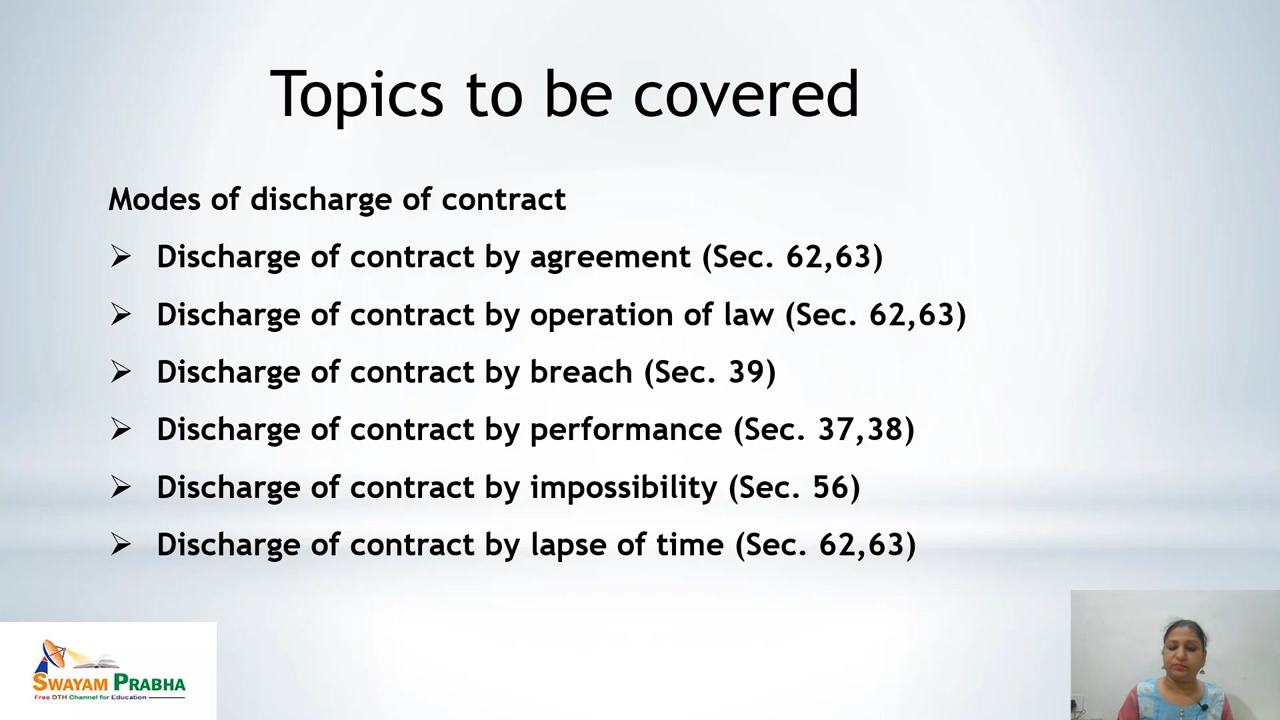 Topics to be covered
Modes of discharge of contract
➢ Discharge of contract by agreement (Sec. 62,63)
➢ Discharge of contract by operation of law (Sec. 62,63)
➢ Discharge of contract by breach (Sec. 39)
➢ Discharge of contract by performance (Sec. 37,38)
➢ Discharge of contract by impossibility (Sec. 56)
➢ Discharge of contract by lapse of time (Sec. 62,63)
SWAYAM PRABHA
Free DTH Channel for Education